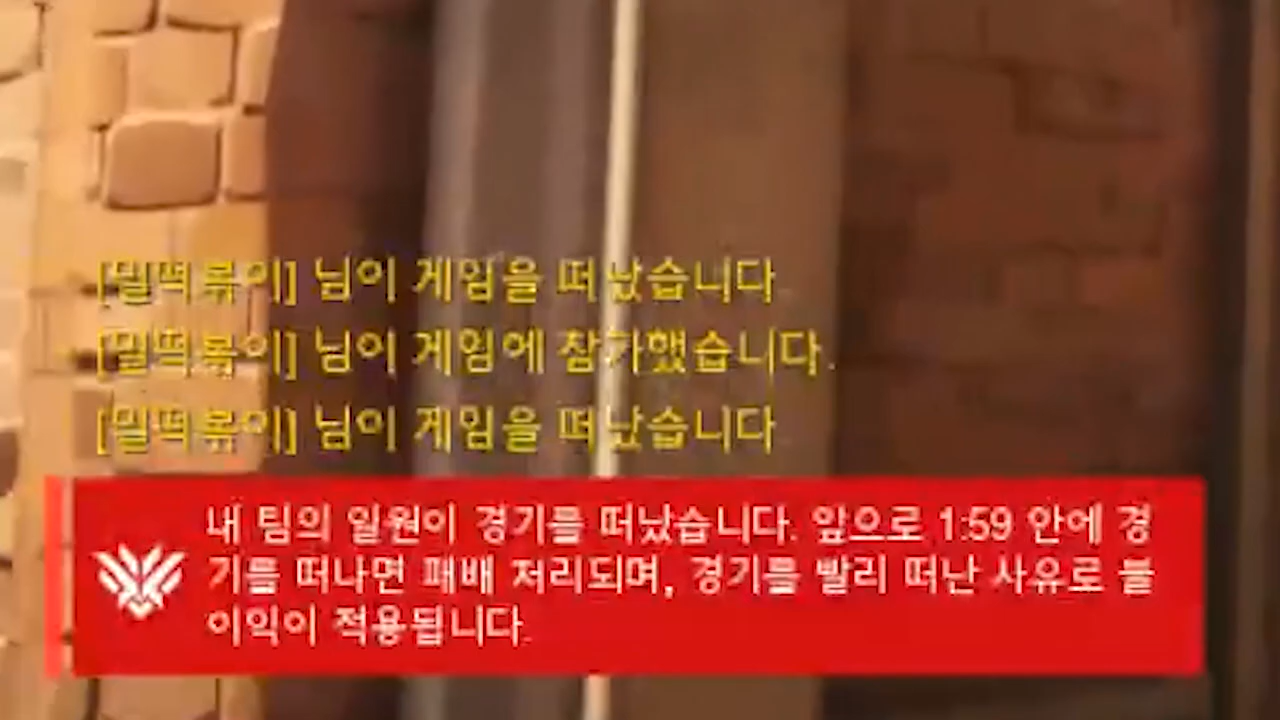 [밀떡볶이] 님이 게임을 떠났습니다.
[밀떡볶이] 님이 게임에 참가했습니다.
[밀떡볶이] 님이 게임을 떠났습니다
내 팀의 일원이 경기를 떠났습니다. 앞으로 1:59 안에 경
기를 떠나면 패배 처리되며, 경기를 빨리 떠난 사유로 불
이익이 적용됩니다.